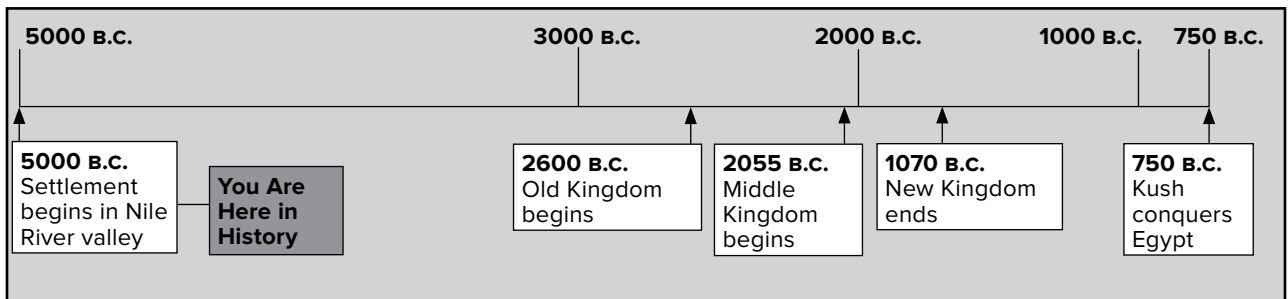 5000 B.C.
3000 B.C.
2000 B.C.
1000 B.C.
750 B.C.
5000 B.C.
Settlement
begins in Nile
River valley
You Are
Here in
History
2600 B.C.
Old Kingdom
begins
2055 B.C.
Middle
Kingdom
begins
1070 B.C.
New Kingdom
ends
750 B.C.
Kush
conquers
Egypt